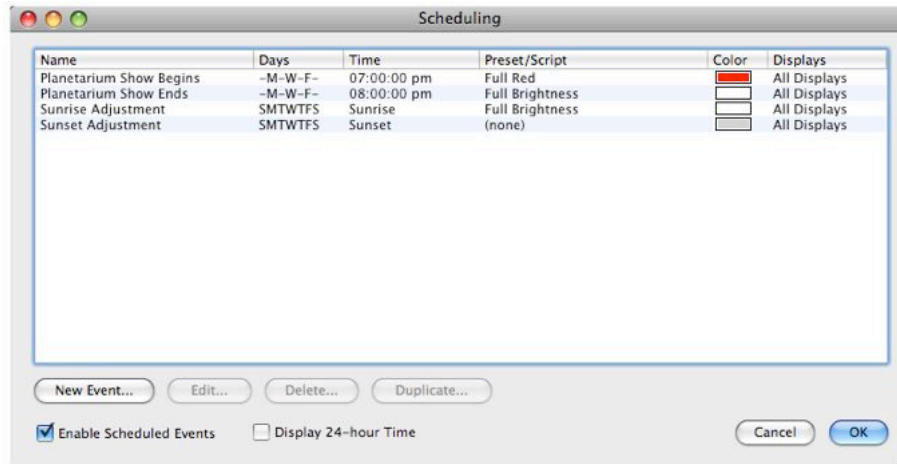 Scheduling
Name Days Time Preset/Script Color Displays
Planetarium Show Begins -M-W-F- 07:00:00 pm Full Red All Displays
Planetarium Show Ends -M-W-F- 08:00:00 pm Full Brightness All Displays
Sunrise Adjustment SMTWTFS Sunrise Full Brightness All Displays
Sunset Adjustment SMTWTFS Sunset (none) All Displays
New Event... Edit... Delete... Duplicate...
Enable Scheduled Events Display 24-hour Time Cancel OK